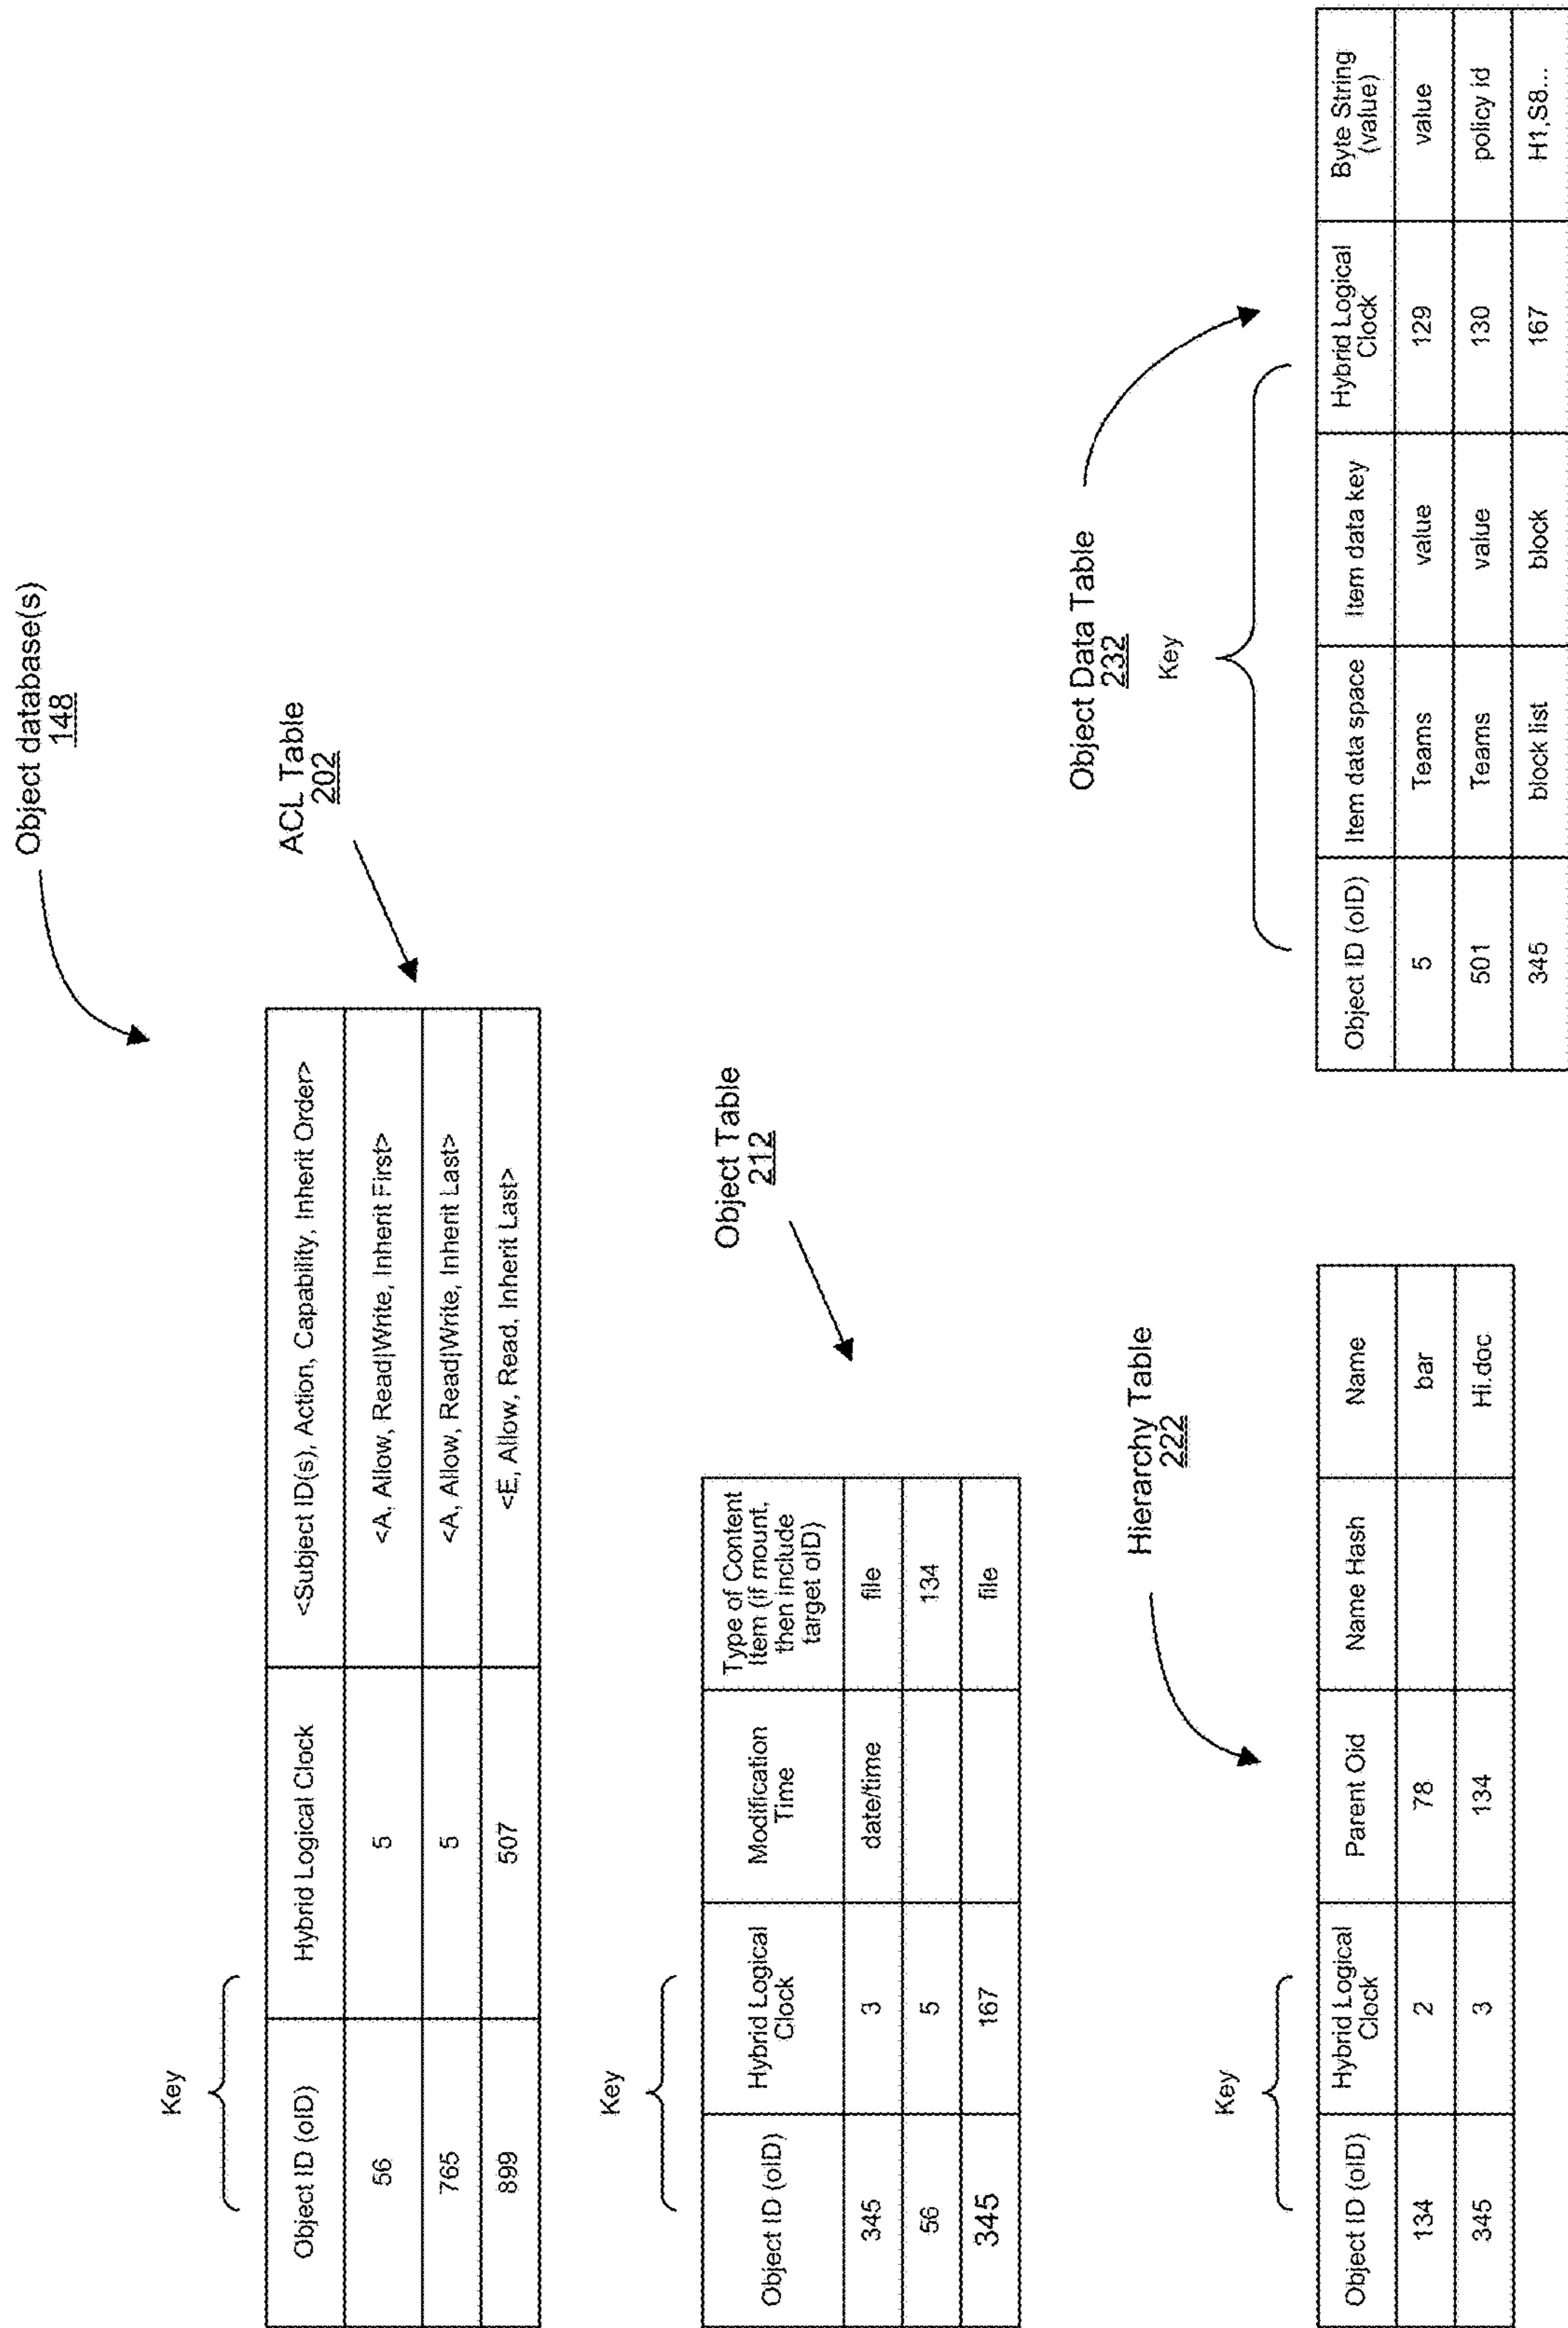 Object database(s)
148
ACL Table
202
Key
Object ID (oID)
Hybrid Logical Clock
<Subject ID(s), Action, Capability, Inherit Order>
56
5
<A, Allow, Read|Write, Inherit First>
765
5
<A, Allow, Read|Write, Inherit Last>
899
507
<E, Allow, Read, Inherit Last>
Object Table
212
Key
Object ID (oID)
Hybrid Logical
Clock
Modification
Time
Type of Content
Item (if mount,
then include
target oID)
345
3
date/time
file
56
5
134
345
167
file
Hierarchy Table
222
Key
Object ID (oID)
Hybrid Logical
Clock
Parent Oid
Name Hash
Name
134
2
78
bar
345
3
134
Hi.doc
Object Data Table
232
Key
Object ID (oID)
Item data space
Item data key
Hybrid Logical
Clock
Byte String
(value)
5
Teams
value
129
value
501
Teams
value
130
policy id
345
block list
block
167
H1,S8...